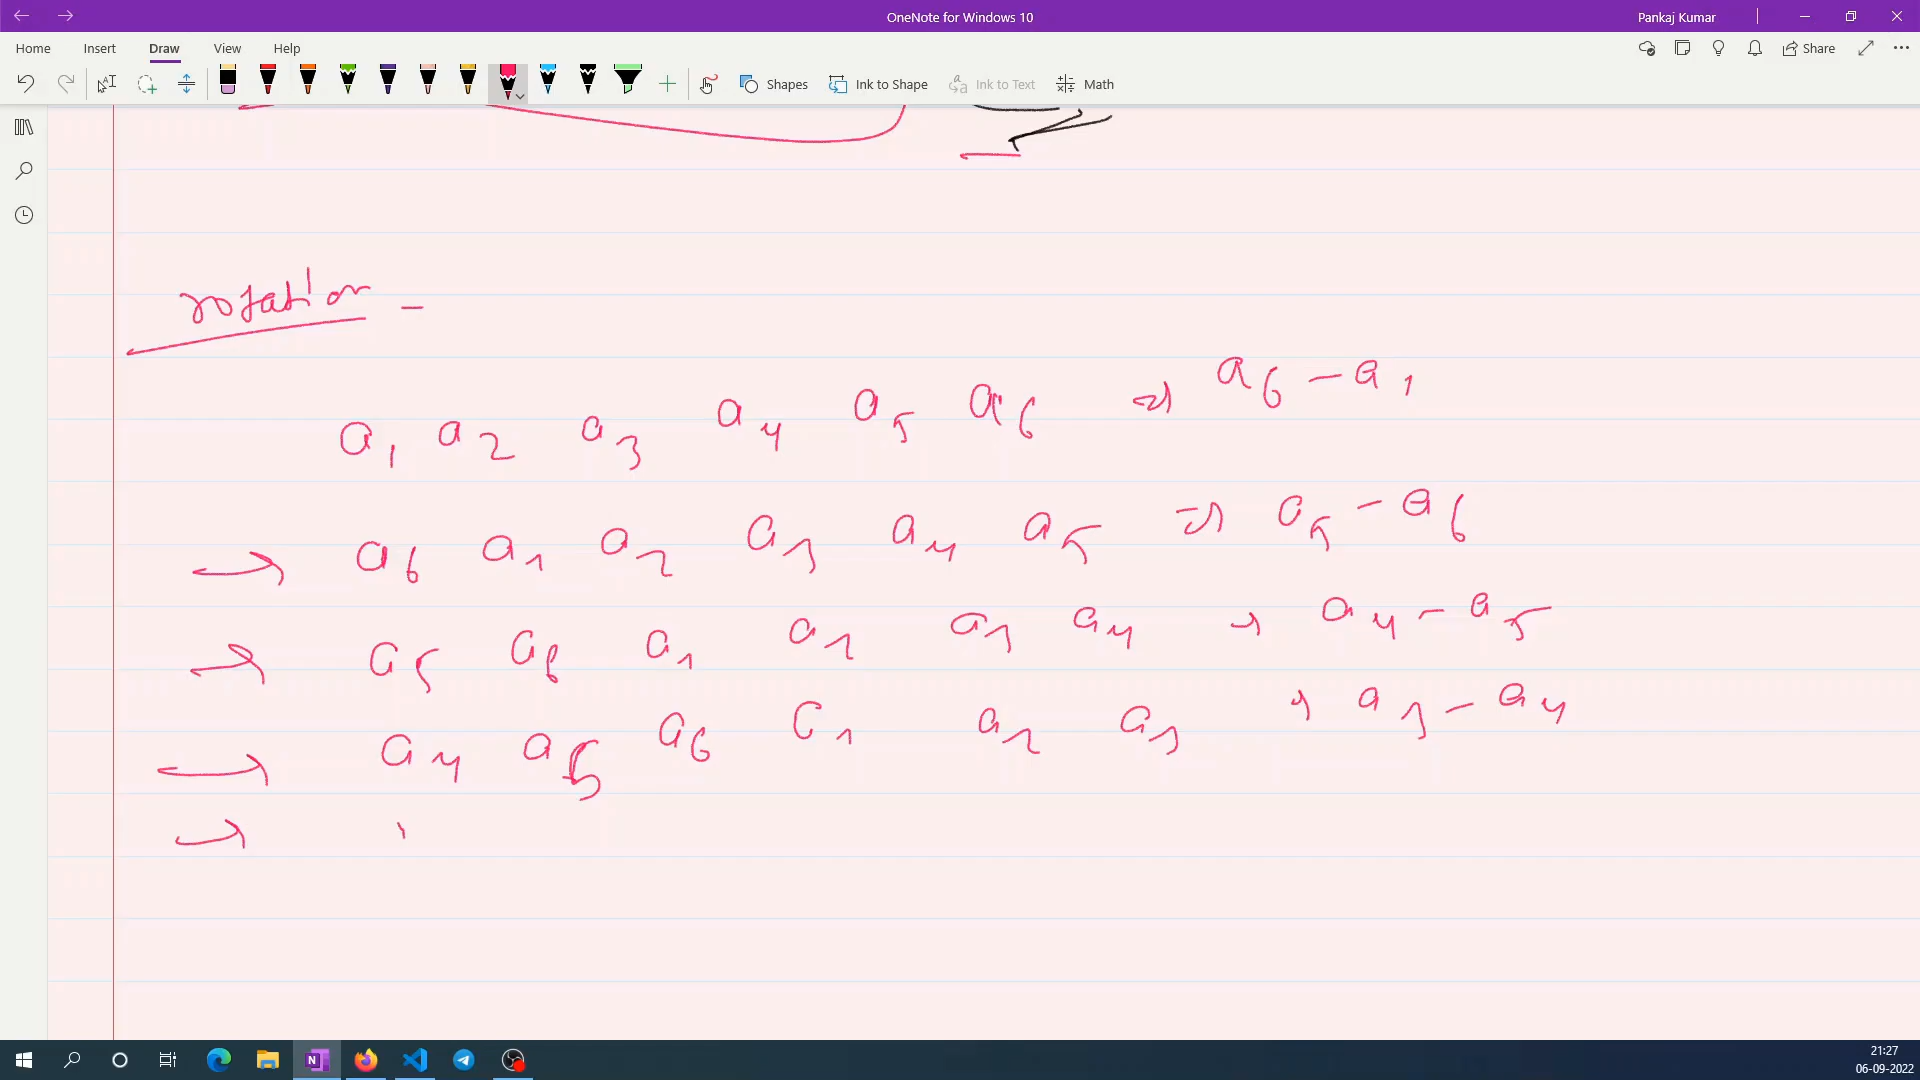 OneNote for Windows 10
Pankaj Kumar
Home Insert Draw View Help
Share
Shapes Ink to Shape Ink to Text Math
rotation -
a1 a2 a3 a4 a5 a6 ⇒ a6 - a1
→ a6 a1 a2 a3 a4 a5 ⇒ a5 - a6
→ a5 a6 a1 a2 a3 a4 → a4 - a5
→ a4 a5 a6 a1 a2 a3 → a3 - a4
→
21:27
06-09-2022